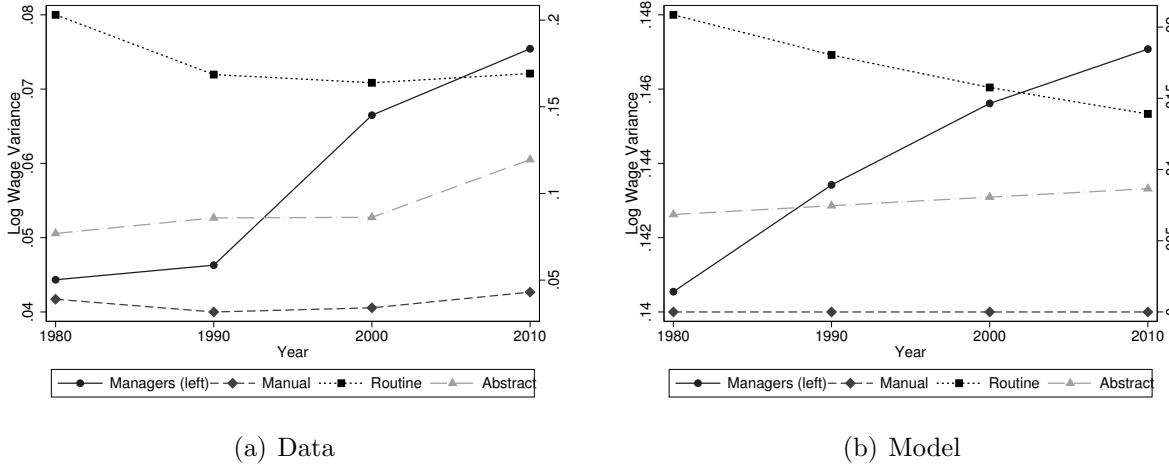 Log Wage Variance
.08
.07
.06
.05
.04
.2
.15
.1
.05
1980 1990 2000 2010
Year
Managers (left) Manual Routine Abstract
(a) Data
Log Wage Variance
.148
.146
.144
.142
.14
.015
0
1980 1990 2000 2010
Year
Managers (left) Manual Routine Abstract
(b) Model